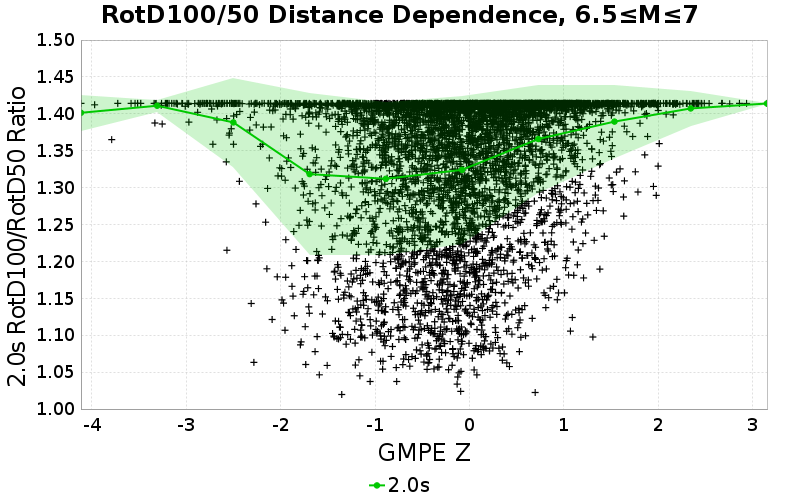 RotD100/50 Distance Dependence, 6.5≤M≤7
2.0s RotD100/RotD50 Ratio
1.50
1.45
1.40
1.35
1.30
1.25
1.20
1.15
1.10
1.05
1.00
-4 -3 -2 -1 0 1 2 3
GMPE Z
2.0s